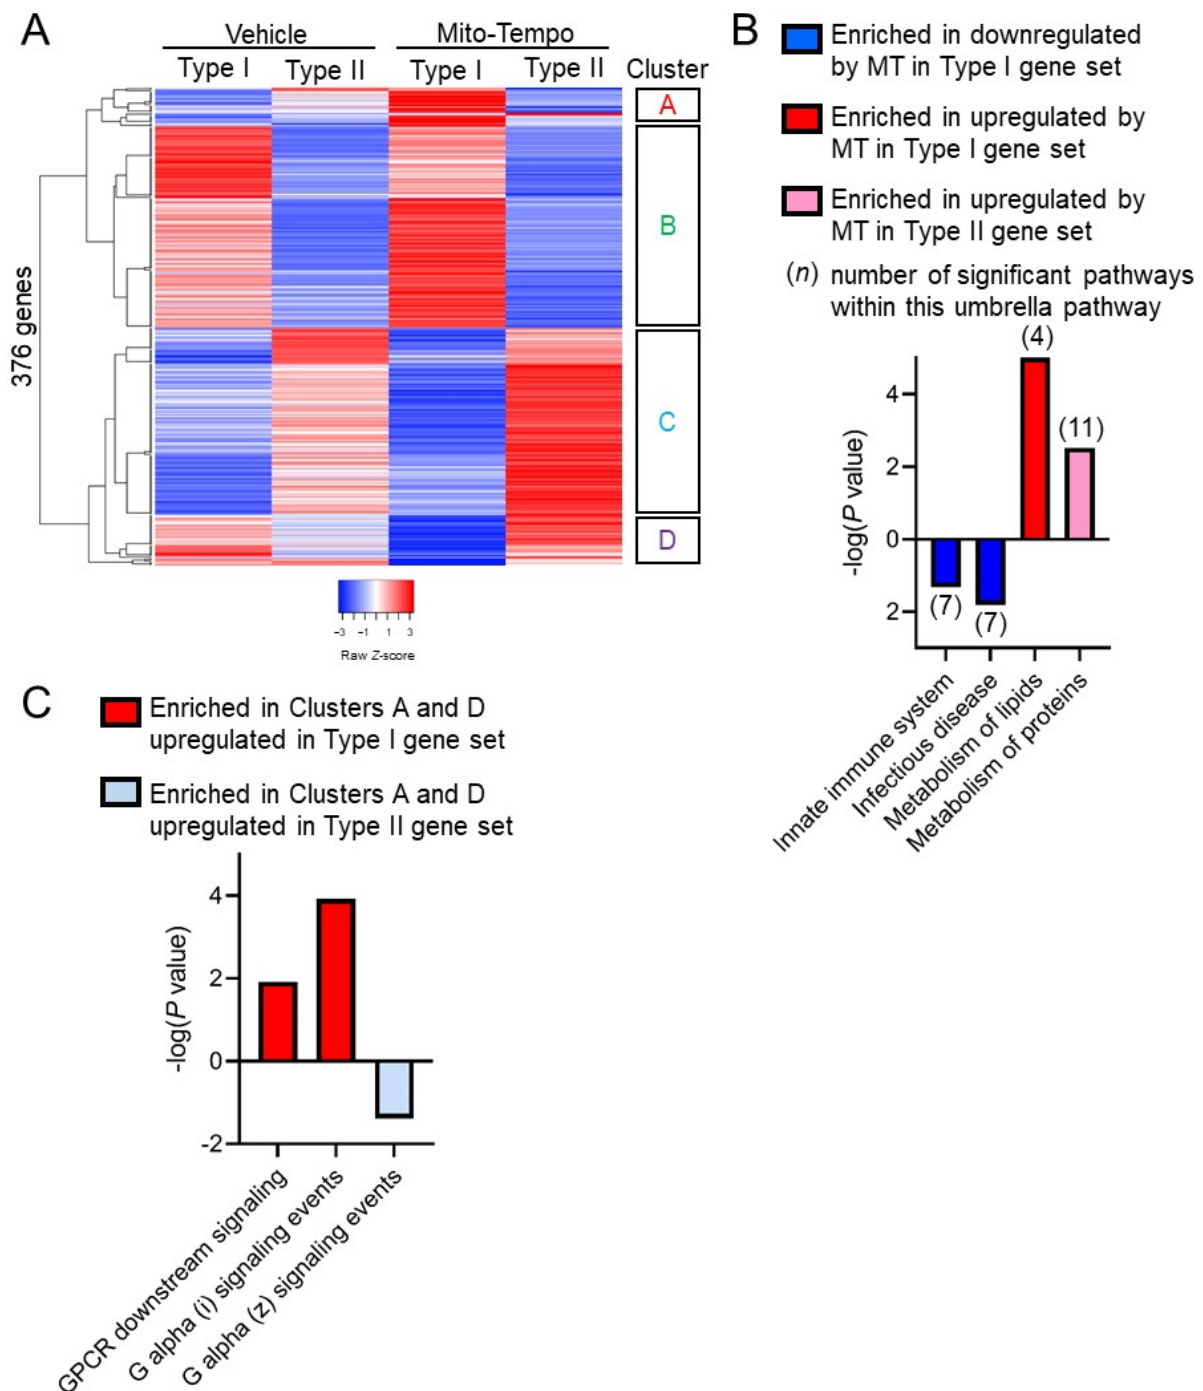 A
Vehicle
Mito-Tempo
Type I
Type II
Type I
Type II
Cluster
376 genes
A
B
C
D
−3 −1 1 3
Raw Z-score
B
Enriched in downregulated
by MT in Type I gene set
Enriched in upregulated by
MT in Type I gene set
Enriched in upregulated by
MT in Type II gene set
(n) number of significant pathways
within this umbrella pathway
-log(P value)
4
2
0
2
(7)
(7)
(4)
(11)
Innate immune system
Infectious disease
Metabolism of lipids
Metabolism of proteins
C
Enriched in Clusters A and D
upregulated in Type I gene set
Enriched in Clusters A and D
upregulated in Type II gene set
-log(P value)
4
2
0
-2
GPCR downstream signaling
G alpha (i) signaling events
G alpha (z) signaling events